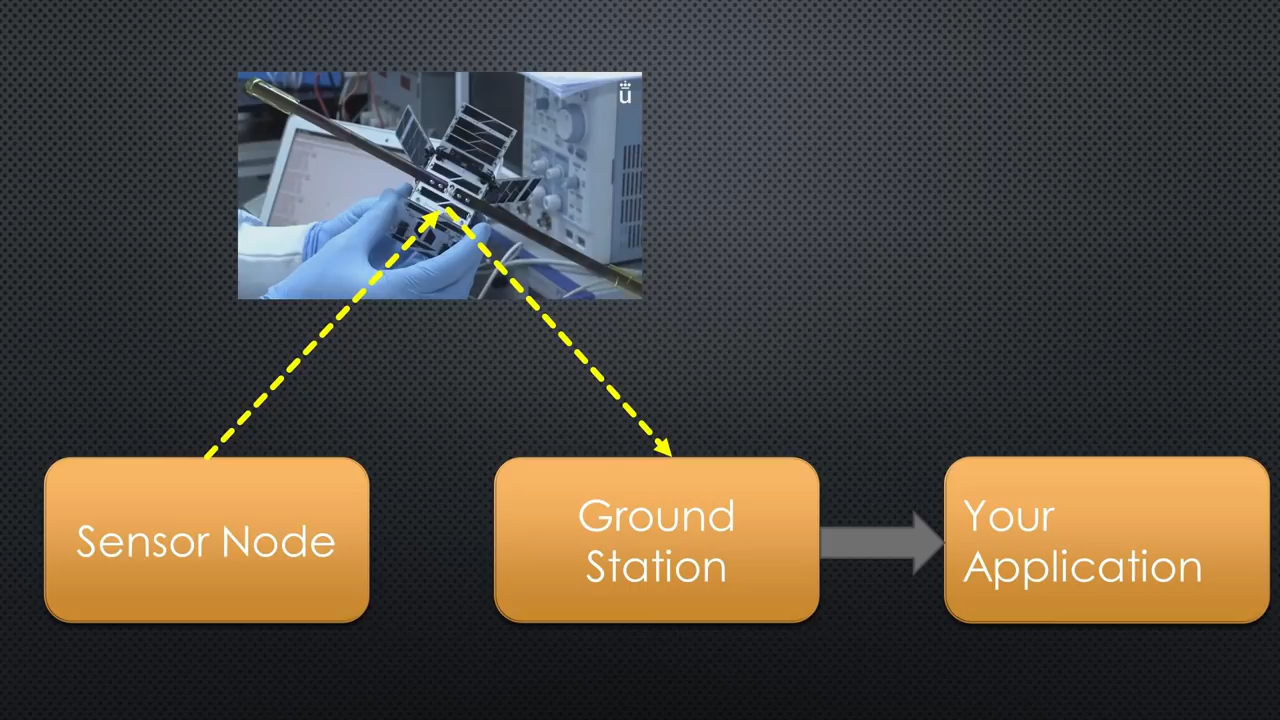 ü
Sensor Node
Ground
Station
Your
Application